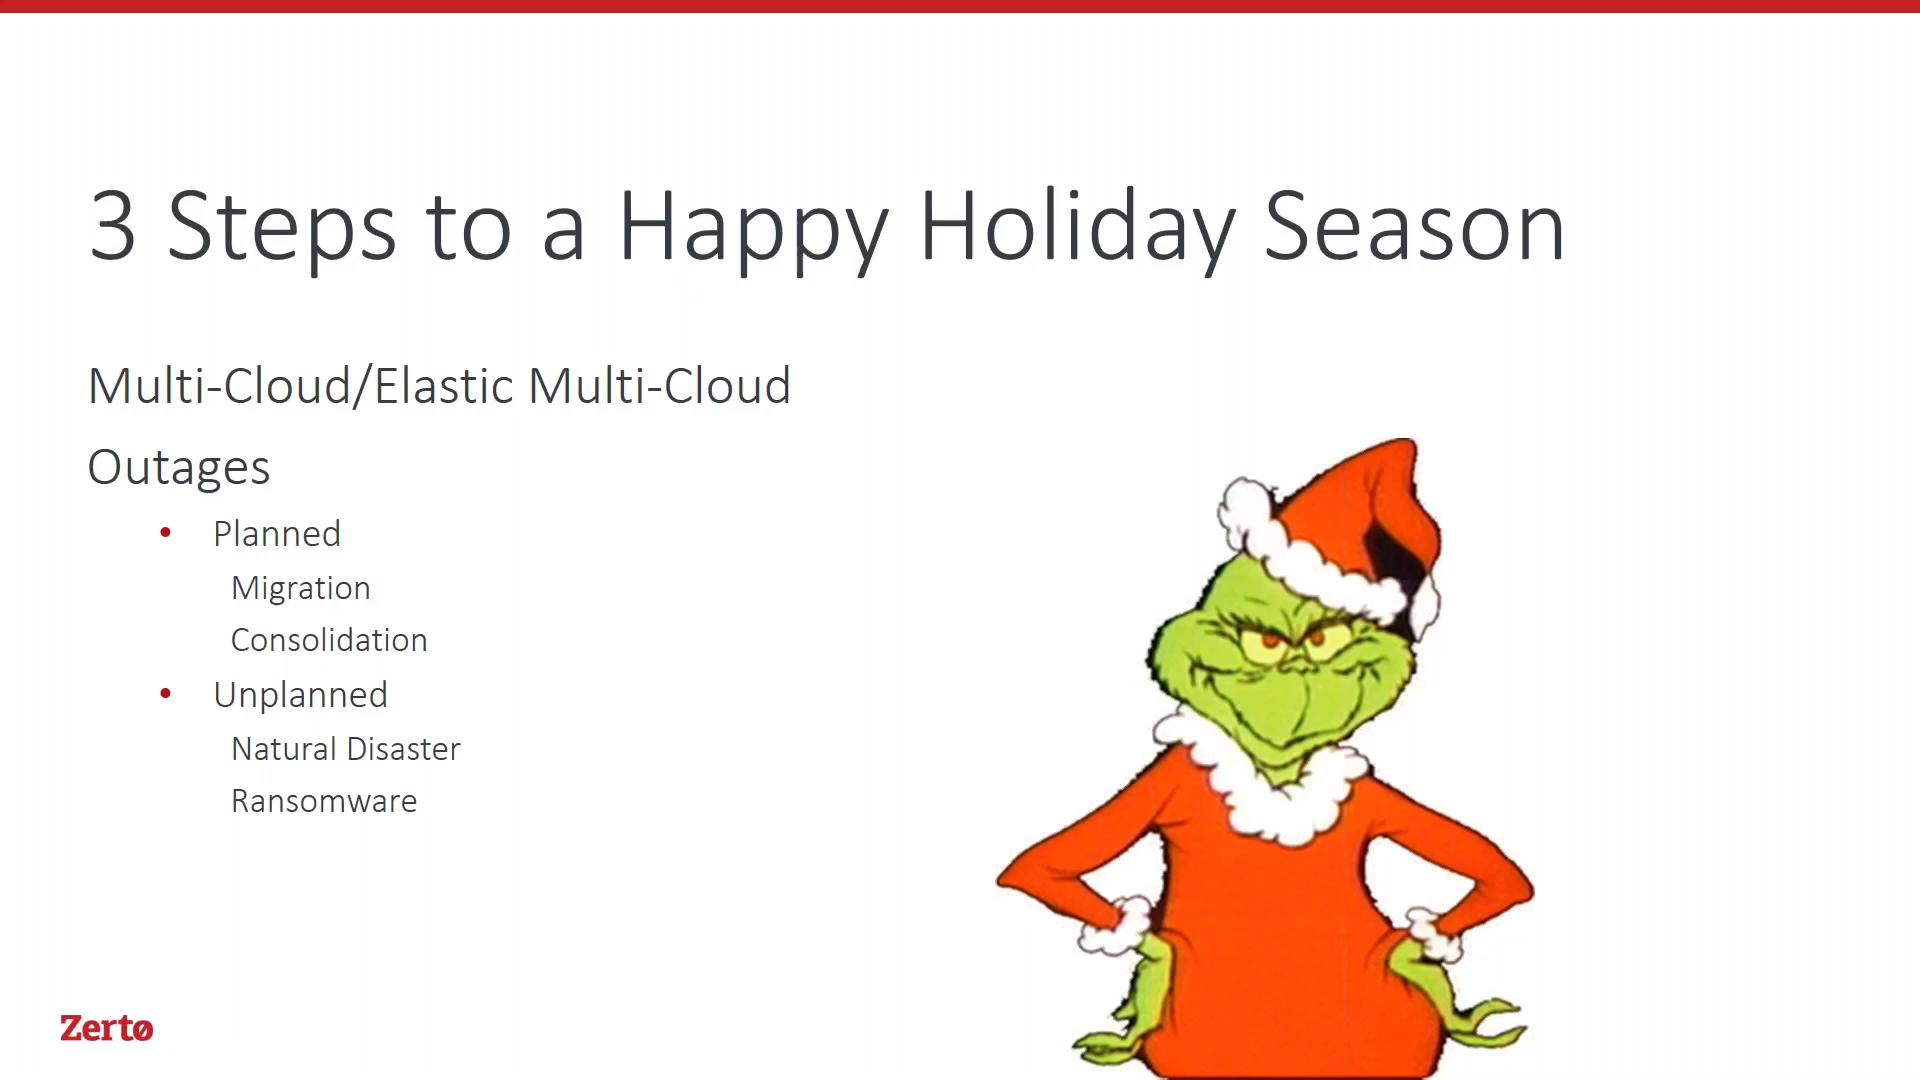 3 Steps to a Happy Holiday Season
Multi-Cloud/Elastic Multi-Cloud
Outages
• Planned
Migration
Consolidation
• Unplanned
Natural Disaster
Ransomware
Zerto